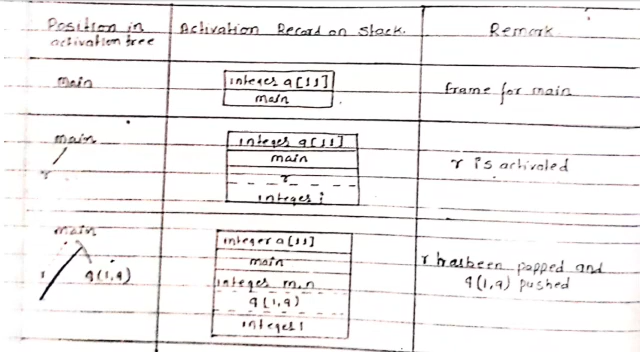 Position in activation tree
Activation Record on stack.
Remark
main
integer a[11]
main
frame for main
main
r
integer a[11]
main
r
integer i
r is activated
main
r q(1,9)
integer a[11]
main
integer m,n
q(1,9)
integer i
r has been popped and
q(1,9) pushed